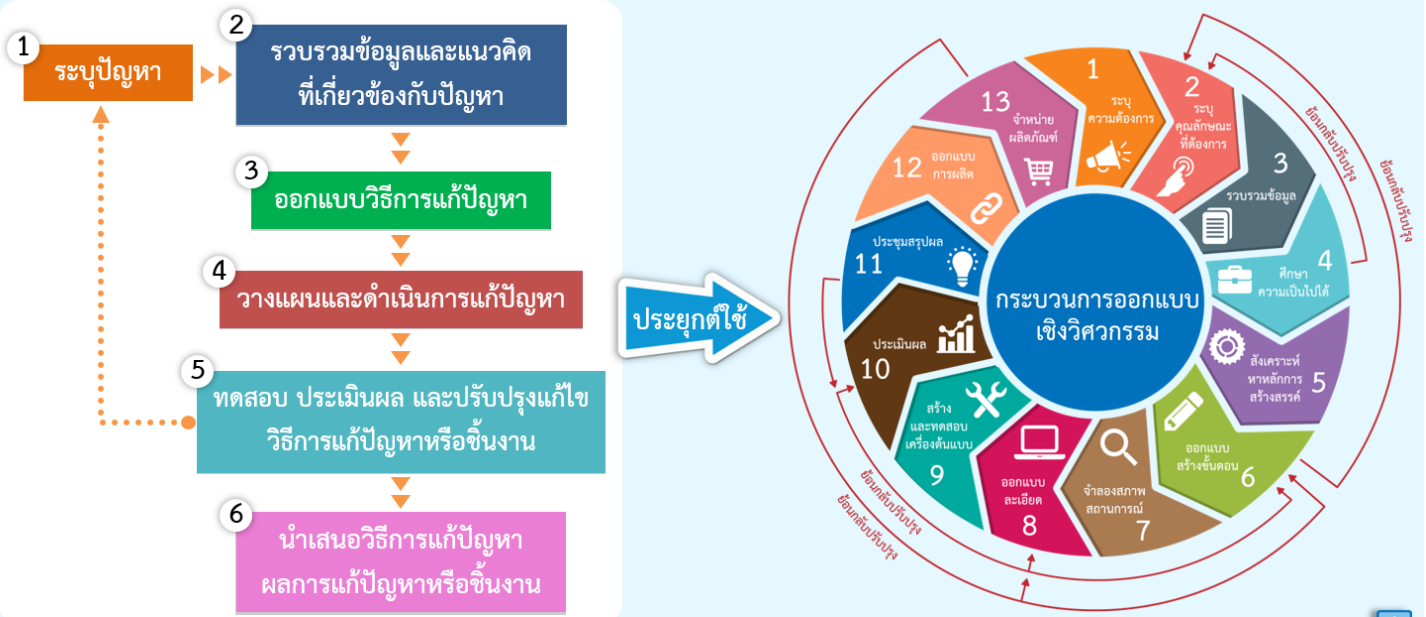 1
ระบุปัญหา
2
รวบรวมข้อมูลและแนวคิด
ที่เกี่ยวข้องกับปัญหา
3
ออกแบบวิธีการแก้ปัญหา
4
วางแผนและดำเนินการแก้ปัญหา
5
ทดสอบ ประเมินผล และปรับปรุงแก้ไข
วิธีการแก้ปัญหาหรือชิ้นงาน
6
นำเสนอวิธีการแก้ปัญหา
ผลการแก้ปัญหาหรือชิ้นงาน
ประยุกต์ใช้
กระบวนการออกแบบ
เชิงวิศวกรรม
1
ระบุ
ความต้องการ
2
ระบุ
คุณลักษณะ
ที่ต้องการ
3
รวบรวมข้อมูล
4
ศึกษา
ความเป็นไปได้
สังเคราะห์
หาหลักการ
สร้างสรรค์
5
ออกแบบ
สร้างขั้นตอน
6
จำลองสภาพ
สถานการณ์
7
ออกแบบ
ละเอียด
8
สร้าง
และทดสอบ
เครื่องต้นแบบ
9
ประเมินผล
10
ประชุมสรุปผล
11
12
ออกแบบ
การผลิต
13
จำหน่าย
ผลิตภัณฑ์
ย้อนกลับปรับปรุง
ย้อนกลับปรับปรุง
ย้อนกลับปรับปรุง
ย้อนกลับปรับปรุง